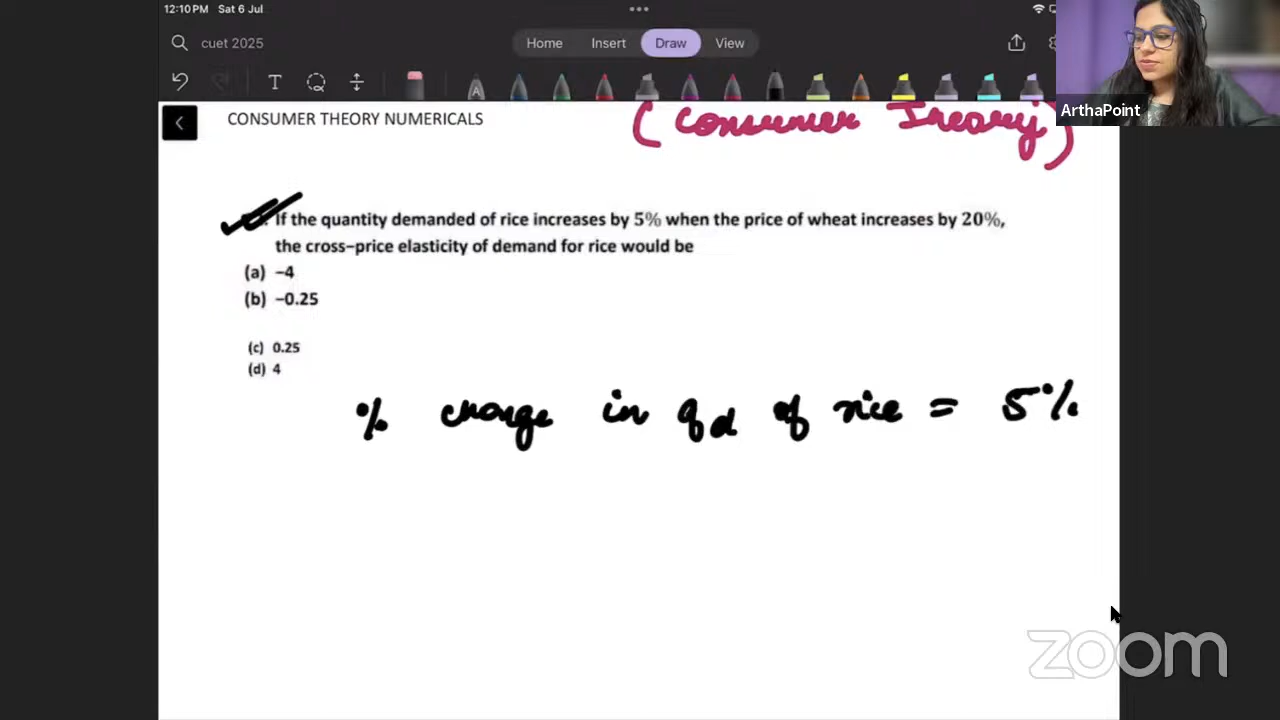 12:10 PM Sat 6 Jul
cuet 2025
Home Insert Draw View
T
A
ArthaPoint
CONSUMER THEORY NUMERICALS
(Consumer Theory)
If the quantity demanded of rice increases by 5% when the price of wheat increases by 20%,
the cross-price elasticity of demand for rice would be
(a) -4
(b) -0.25
(c) 0.25
(d) 4
% change in qd of rice = 5%
zoom